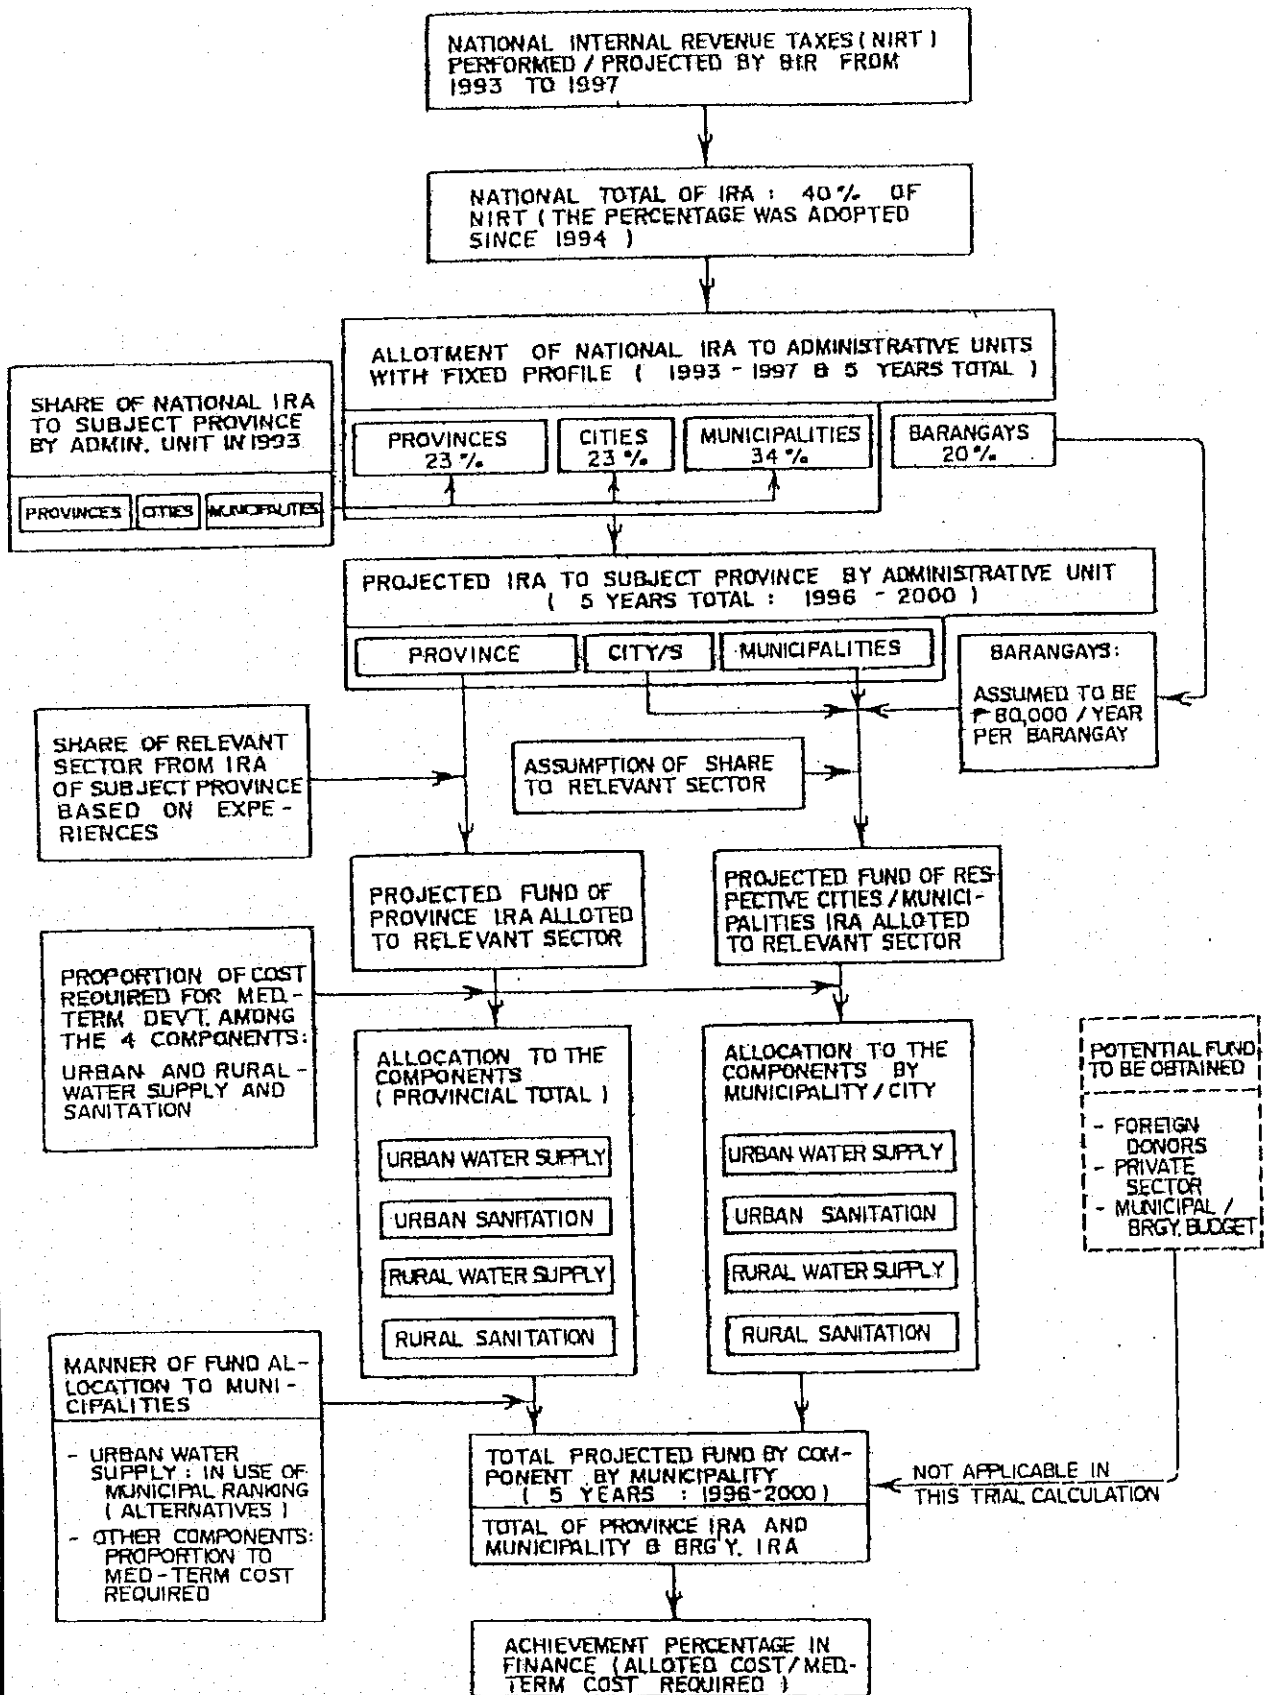 NATIONAL INTERNAL REVENUE TAXES ( NIRT )
PERFORMED / PROJECTED BY BIR FROM
1993 TO 1997
NATIONAL TOTAL OF IRA : 40 % OF
NIRT ( THE PERCENTAGE WAS ADOPTED
SINCE 1994 )
ALLOTMENT OF NATIONAL IRA TO ADMINISTRATIVE UNITS
WITH FIXED PROFILE ( 1993 - 1997 & 5 YEARS TOTAL )
PROVINCES
23 %
CITIES
23 %
MUNICIPALITIES
34 %
BARANGAYS
20 %
SHARE OF NATIONAL IRA
TO SUBJECT PROVINCE
BY ADMIN. UNIT IN 1993
PROVINCES
CITIES
MUNICIPALITIES
PROJECTED IRA TO SUBJECT PROVINCE BY ADMINISTRATIVE UNIT
( 5 YEARS TOTAL : 1996 - 2000 )
PROVINCE
CITY/S
MUNICIPALITIES
BARANGAYS:
ASSUMED TO BE
₱ 80,000 / YEAR
PER BARANGAY
SHARE OF RELEVANT
SECTOR FROM IRA
OF SUBJECT PROVINCE
BASED ON EXPE -
RIENCES
ASSUMPTION OF SHARE
TO RELEVANT SECTOR
PROJECTED FUND OF
PROVINCE IRA ALLOTED
TO RELEVANT SECTOR
PROJECTED FUND OF RES-
PECTIVE CITIES / MUNICI-
PALITIES IRA ALLOTED
TO RELEVANT SECTOR
PROPORTION OF COST
REQUIRED FOR MED.-
TERM DEV'T. AMONG
THE 4 COMPONENTS:
URBAN AND RURAL -
WATER SUPPLY AND
SANITATION
ALLOCATION TO THE
COMPONENTS
( PROVINCIAL TOTAL )
URBAN WATER SUPPLY
URBAN SANITATION
RURAL WATER SUPPLY
RURAL SANITATION
ALLOCATION TO THE
COMPONENTS BY
MUNICIPALITY / CITY
URBAN WATER SUPPLY
URBAN SANITATION
RURAL WATER SUPPLY
RURAL SANITATION
POTENTIAL FUND
TO BE OBTAINED
- FOREIGN
DONORS
- PRIVATE
SECTOR
- MUNICIPAL /
BRGY. BUDGET
MANNER OF FUND AL-
LOCATION TO MUNI -
CIPALITIES
- URBAN WATER
SUPPLY : IN USE OF
MUNICIPAL RANKING
( ALTERNATIVES )
- OTHER COMPONENTS:
PROPORTION TO
MED - TERM COST
REQUIRED
TOTAL PROJECTED FUND BY COM-
PONENT BY MUNICIPALITY
( 5 YEARS : 1996-2000 )
TOTAL OF PROVINCE IRA AND
MUNICIPALITY & BRG'Y. IRA
NOT APPLICABLE IN
THIS TRIAL CALCULATION
ACHIEVEMENT PERCENTAGE IN
FINANCE ( ALLOTED COST / MED.-
TERM COST REQUIRED )